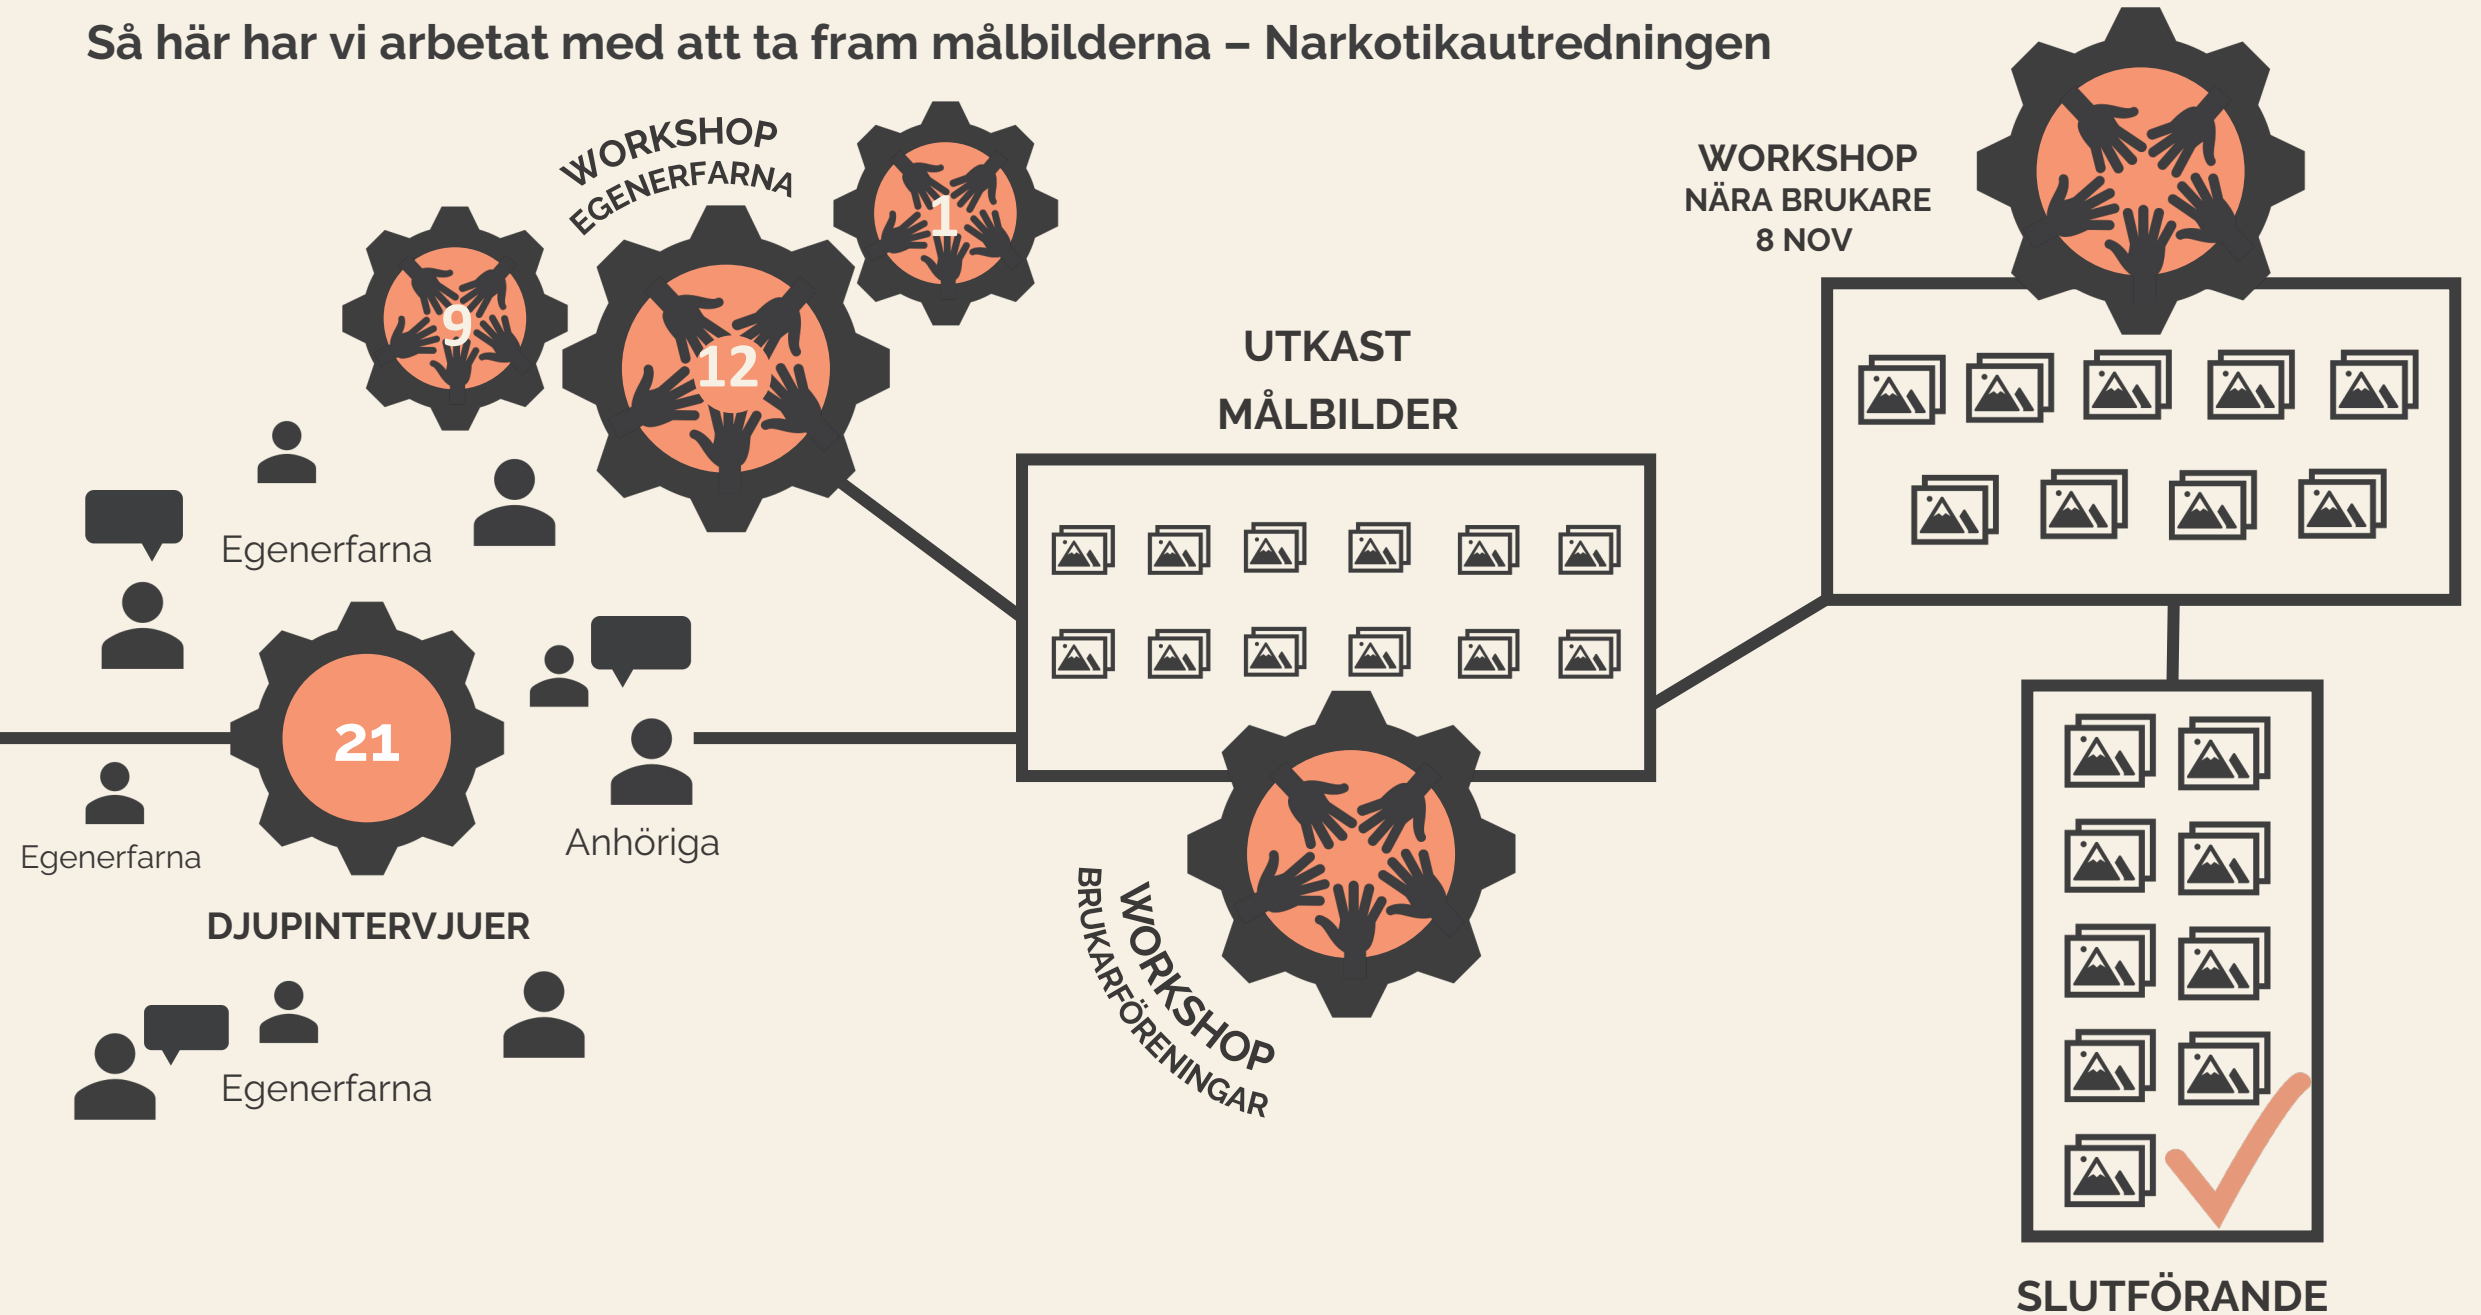 Så här har vi arbetat med att ta fram målbilderna – Narkotikautredningen
WORKSHOP
EGENERFARNA
1
9
12
WORKSHOP
NÄRA BRUKARE
8 NOV
UTKAST
MÅLBILDER
Egenerfarna
21
Egenerfarna
Anhöriga
DJUPINTERVJUER
Egenerfarna
WORKSHOP
BRUKARFÖRENINGAR
SLUTFÖRANDE